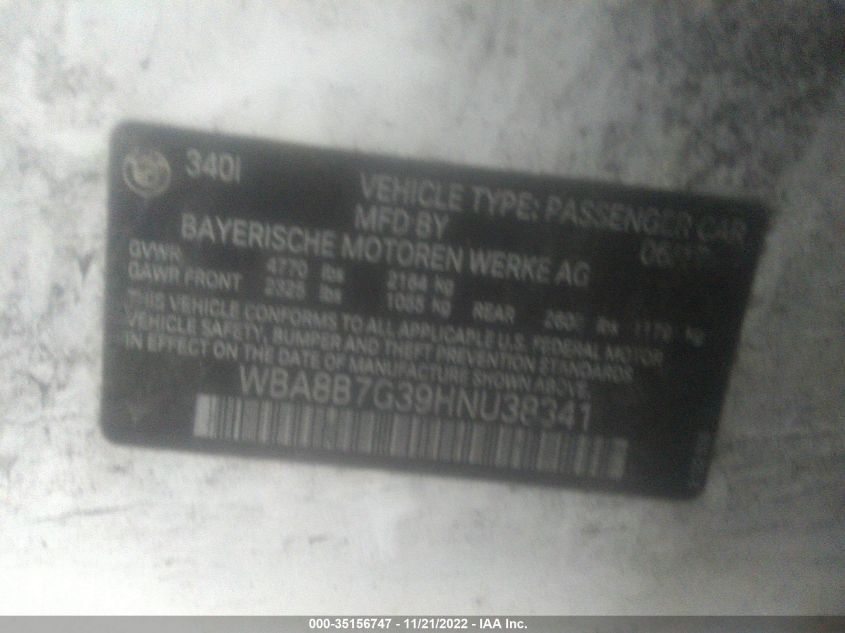 340I
VEHICLE TYPE: PASSENGER CAR
MFD BY
BAYERISCHE MOTOREN WERKE AG
GVWR 4770 lbs 2164 kg
GAWR FRONT 2325 lbs 1055 kg REAR lbs kg
THIS VEHICLE CONFORMS TO ALL APPLICABLE U.S. FEDERAL MOTOR
VEHICLE SAFETY, BUMPER AND THEFT PREVENTION STANDARDS
IN EFFECT ON THE DATE OF MANUFACTURE SHOWN ABOVE.
WBA8B7G39HNU38341
000-35156747 - 11/21/2022 - IAA Inc.